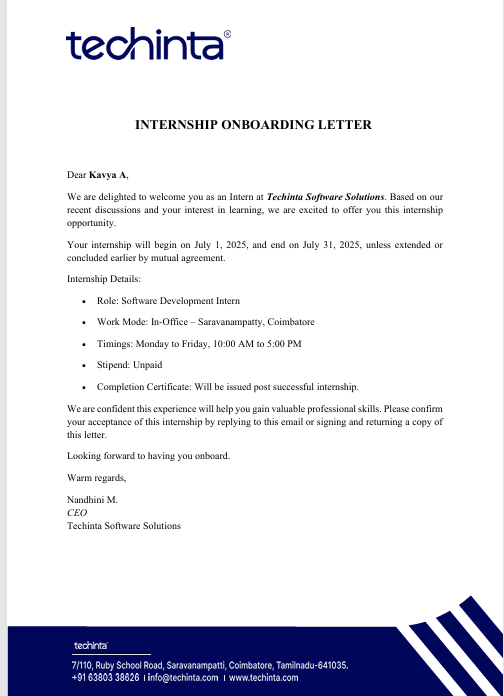 techinta®
INTERNSHIP ONBOARDING LETTER
Dear Kavya A,
We are delighted to welcome you as an Intern at Techinta Software Solutions. Based on our
recent discussions and your interest in learning, we are excited to offer you this internship
opportunity.
Your internship will begin on July 1, 2025, and end on July 31, 2025, unless extended or
concluded earlier by mutual agreement.
Internship Details:
• Role: Software Development Intern
• Work Mode: In-Office – Saravanampatty, Coimbatore
• Timings: Monday to Friday, 10:00 AM to 5:00 PM
• Stipend: Unpaid
• Completion Certificate: Will be issued post successful internship.
We are confident this experience will help you gain valuable professional skills. Please confirm
your acceptance of this internship by replying to this email or signing and returning a copy of
this letter.
Looking forward to having you onboard.
Warm regards,
Nandhini M.
CEO
Techinta Software Solutions
techinta
7/110, Ruby School Road, Saravanampatti, Coimbatore, Tamilnadu-641035.
+91 63803 38626 | info@techinta.com | www.techinta.com